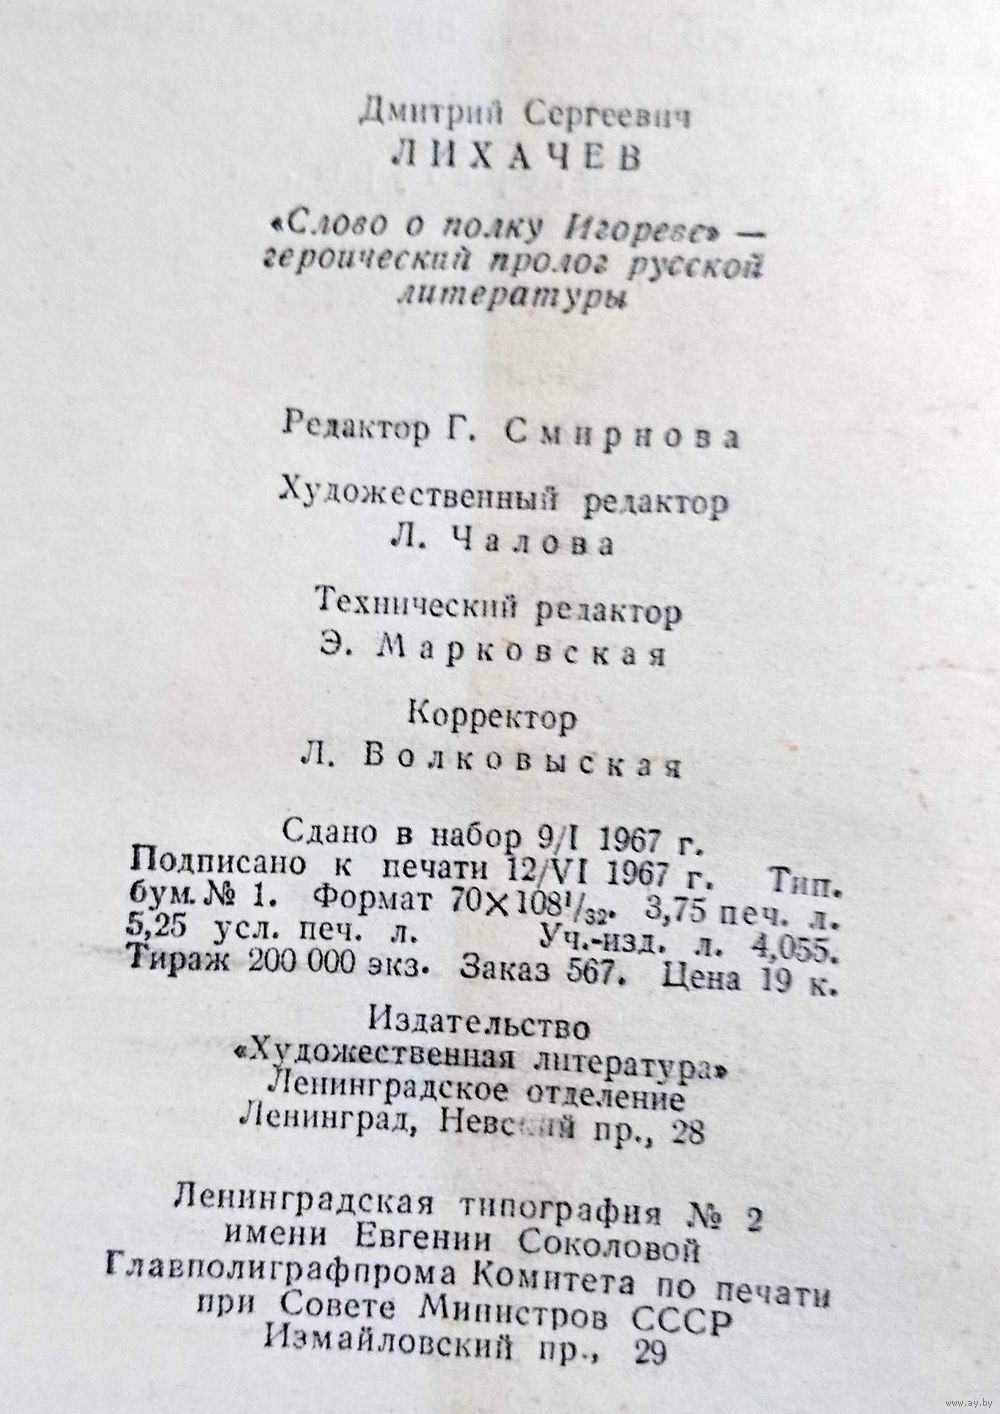 Дмитрий Сергеевич
ЛИХАЧЕВ
«Слово о полку Игореве» —
героический пролог русской
литературы
Редактор Г. Смирнова
Художественный редактор
Л. Чалова
Технический редактор
Э. Марковская
Корректор
Л. Волковыская
Сдано в набор 9/I 1967 г.
Подписано к печати 12/VI 1967 г. Тип.
бум. № 1. Формат 70×108¹/₃₂. 3,75 печ. л.
5,25 усл. печ. л. Уч.-изд. л. 4,055.
Тираж 200 000 экз. Заказ 567. Цена 19 к.
Издательство
«Художественная литература»
Ленинградское отделение
Ленинград, Невский пр., 28
Ленинградская типография № 2
имени Евгении Соколовой
Главполиграфпрома Комитета по печати
при Совете Министров СССР
Измайловский пр., 29
www.ay.by